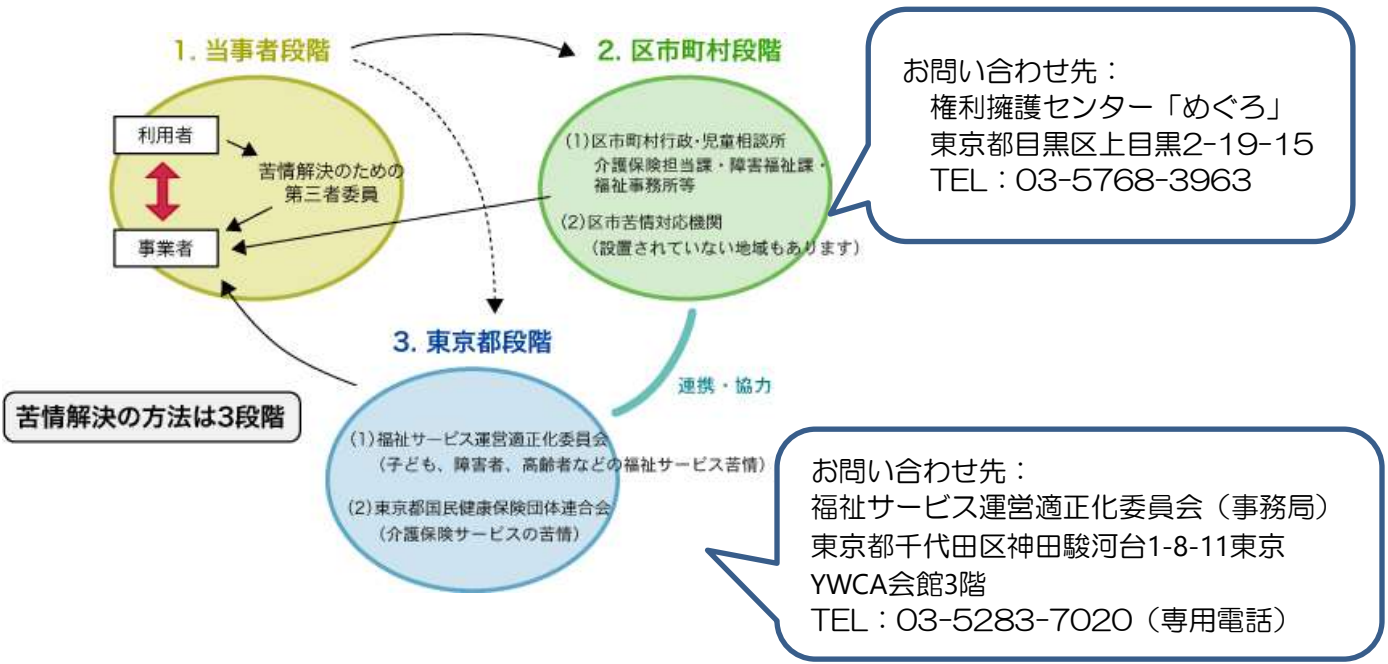 1. 当事者段階
利用者
苦情解決のための
第三者委員
事業者
2. 区市町村段階
(1)区市町村行政・児童相談所
介護保険担当課・障害福祉課・
福祉事務所等
(2)区市苦情対応機関
（設置されていない地域もあります）
お問い合わせ先：
権利擁護センター「めぐろ」
東京都目黒区上目黒2-19-15
TEL：03-5768-3963
3. 東京都段階
連携・協力
苦情解決の方法は3段階
(1)福祉サービス運営適正化委員会
（子ども、障害者、高齢者などの福祉サービス苦情）
(2)東京都国民健康保険団体連合会
（介護保険サービスの苦情）
お問い合わせ先：
福祉サービス運営適正化委員会（事務局）
東京都千代田区神田駿河台1-8-11東京
YWCA会館3階
TEL：03-5283-7020（専用電話）